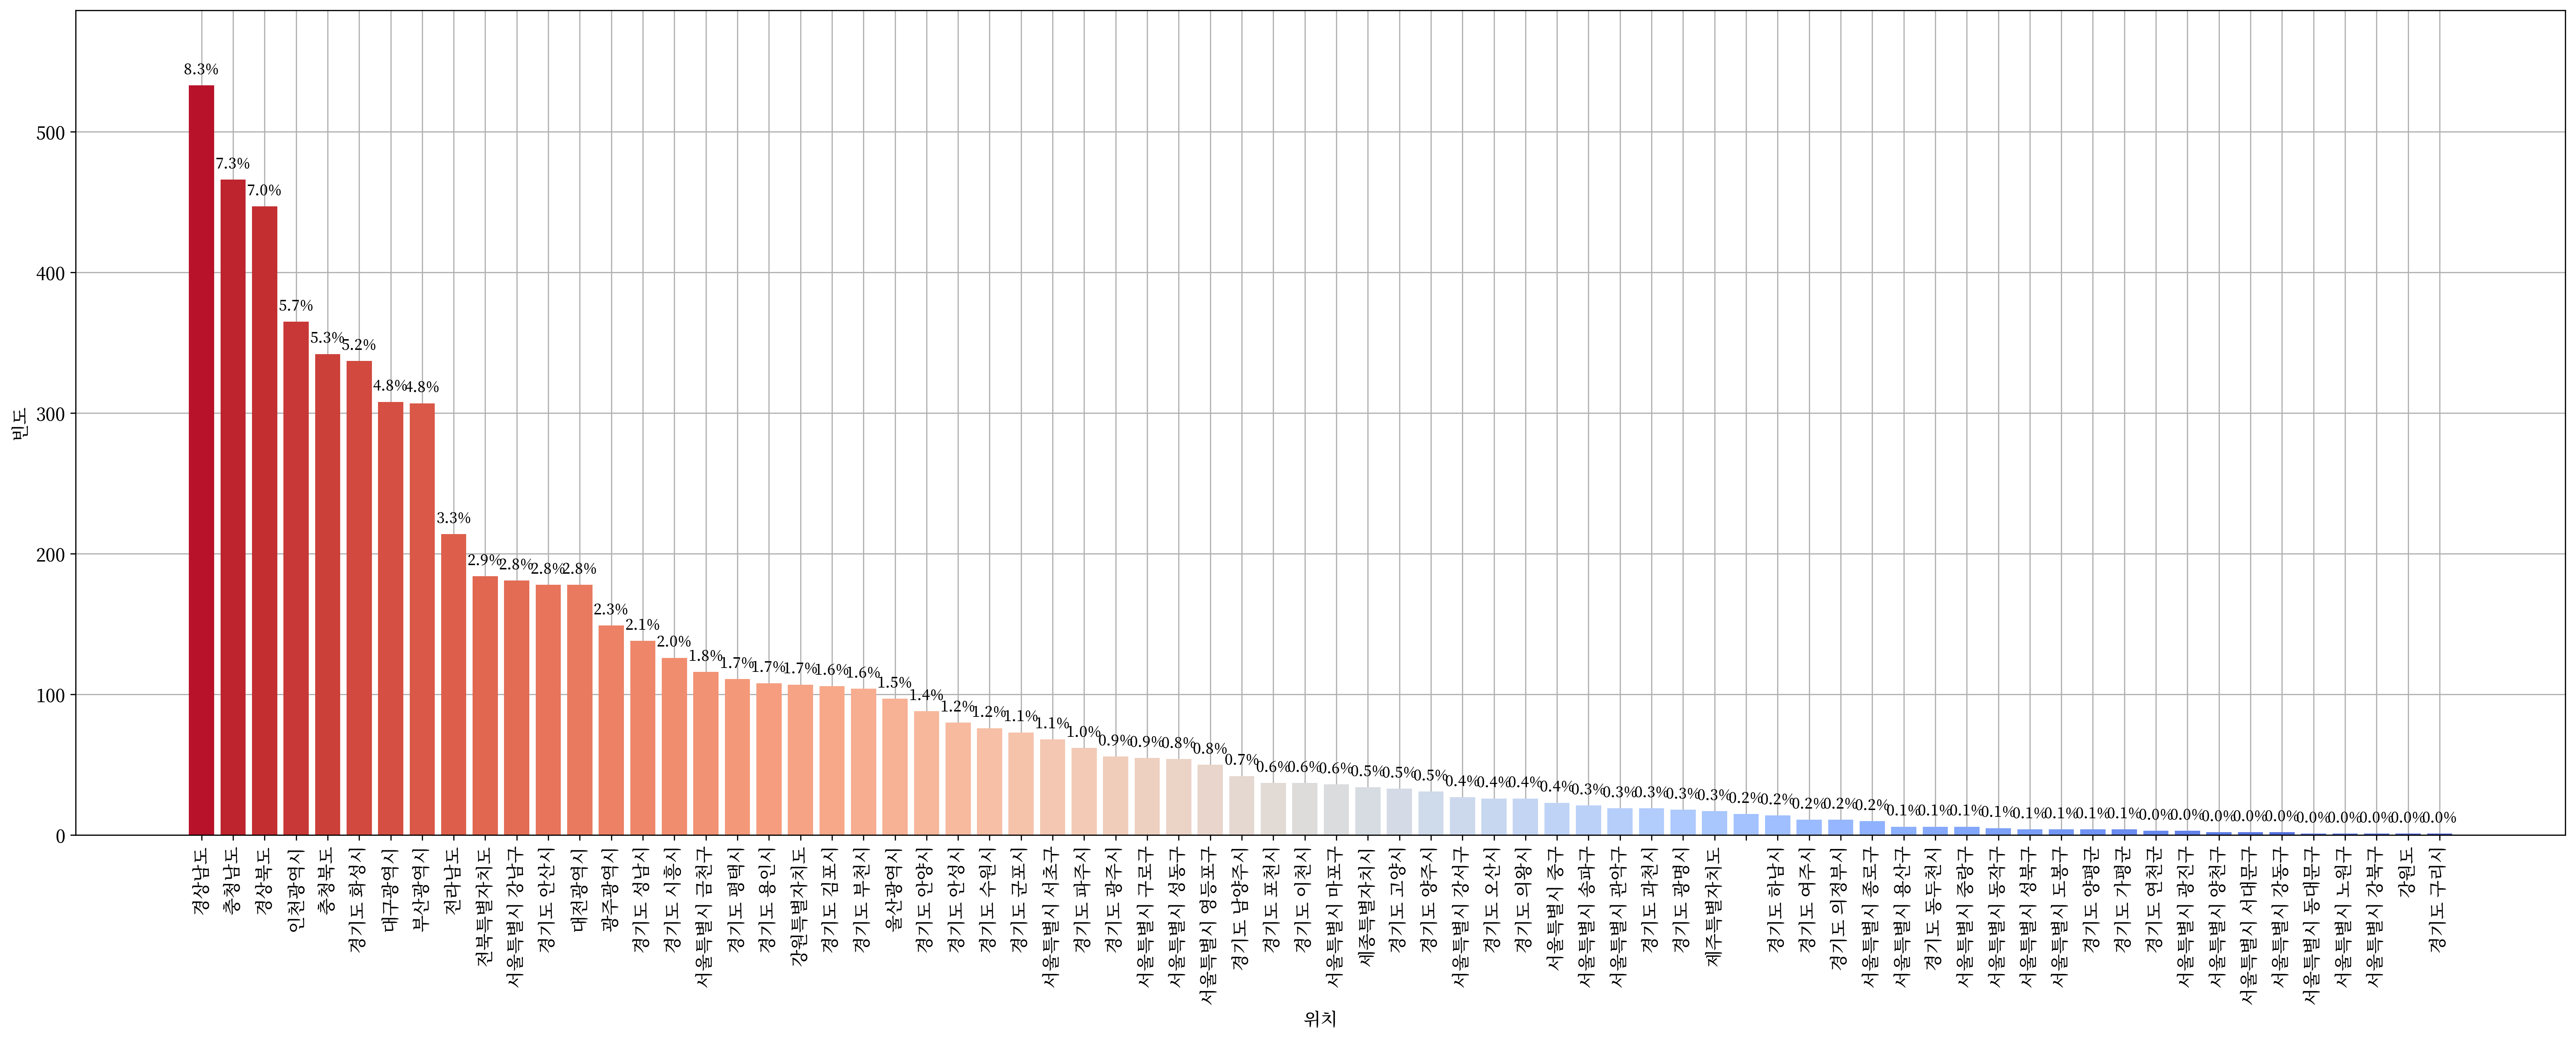 빈도
500
400
300
200
100
0
8.3%
7.3%
7.0%
5.7%
5.3%
5.2%
4.8%
4.8%
3.3%
2.9%
2.8%
2.8%
2.8%
2.3%
2.1%
2.0%
1.8%
1.7%
1.7%
1.7%
1.6%
1.6%
1.5%
1.4%
1.2%
1.2%
1.1%
1.1%
1.0%
0.9%
0.9%
0.8%
0.8%
0.7%
0.6%
0.6%
0.6%
0.5%
0.5%
0.5%
0.4%
0.4%
0.4%
0.4%
0.3%
0.3%
0.3%
0.3%
0.3%
0.2%
0.2%
0.2%
0.2%
0.2%
0.1%
0.1%
0.1%
0.1%
0.1%
0.1%
0.1%
0.1%
0.0%
0.0%
0.0%
0.0%
0.0%
0.0%
0.0%
0.0%
0.0%
0.0%
경상남도
충청남도
경상북도
인천광역시
충청북도
경기도 화성시
대구광역시
부산광역시
전라남도
전북특별자치도
서울특별시 강남구
경기도 안산시
대전광역시
광주광역시
경기도 성남시
경기도 시흥시
서울특별시 금천구
경기도 평택시
경기도 용인시
강원특별자치도
경기도 김포시
경기도 부천시
울산광역시
경기도 안양시
경기도 안성시
경기도 수원시
경기도 군포시
서울특별시 서초구
경기도 파주시
경기도 광주시
서울특별시 구로구
서울특별시 성동구
서울특별시 영등포구
경기도 남양주시
경기도 포천시
경기도 이천시
서울특별시 마포구
세종특별자치시
경기도 고양시
경기도 양주시
서울특별시 강서구
경기도 오산시
경기도 의왕시
서울특별시 중구
서울특별시 송파구
서울특별시 관악구
경기도 과천시
경기도 광명시
제주특별자치도
경기도 하남시
경기도 여주시
경기도 의정부시
서울특별시 종로구
서울특별시 용산구
경기도 동두천시
서울특별시 중랑구
서울특별시 동작구
서울특별시 성북구
서울특별시 도봉구
경기도 양평군
경기도 가평군
경기도 연천군
서울특별시 광진구
서울특별시 양천구
서울특별시 서대문구
서울특별시 강동구
서울특별시 동대문구
서울특별시 노원구
서울특별시 강북구
강원도
경기도 구리시
위치